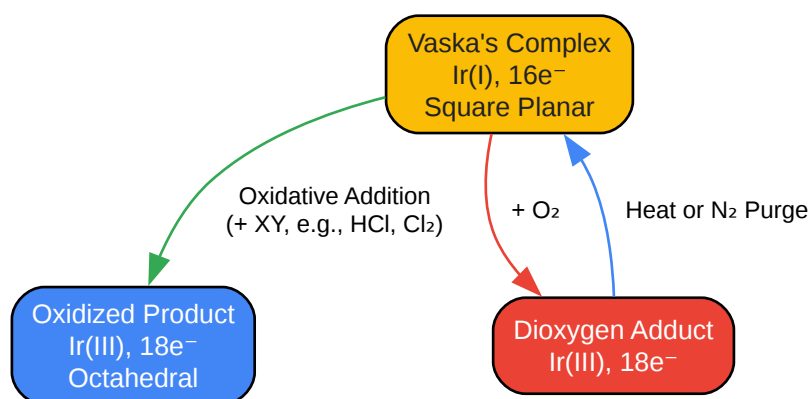 Vaska's Complex
Ir(I), 16e⁻
Square Planar
Oxidative Addition
(+ XY, e.g., HCl, Cl₂)
+ O₂
Heat or N₂ Purge
Oxidized Product
Ir(III), 18e⁻
Octahedral
Dioxygen Adduct
Ir(III), 18e⁻